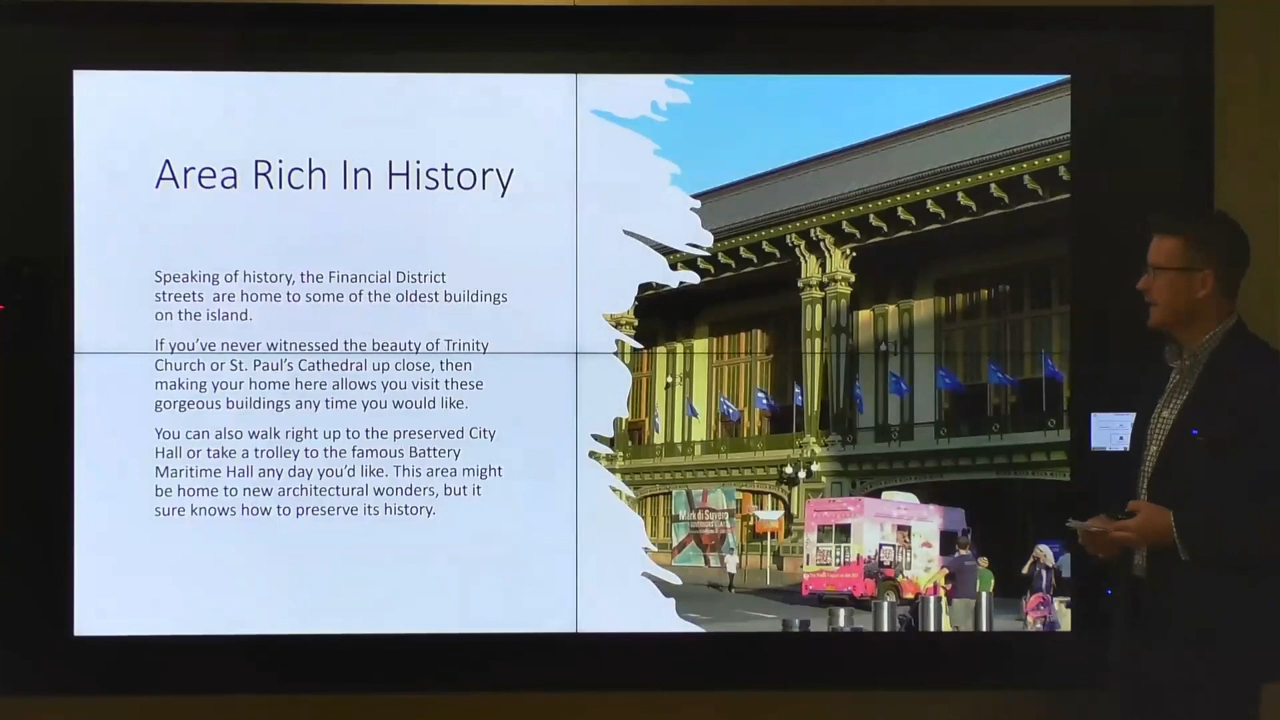 Area Rich In History
Speaking of history, the Financial District
streets are home to some of the oldest buildings
on the island.
If you've never witnessed the beauty of Trinity
Church or St. Paul's Cathedral up close, then
making your home here allows you visit these
gorgeous buildings any time you would like.
You can also walk right up to the preserved City
Hall or take a trolley to the famous Battery
Maritime Hall any day you'd like. This area might
be home to new architectural wonders, but it
sure knows how to preserve its history.
Mark di Suvero